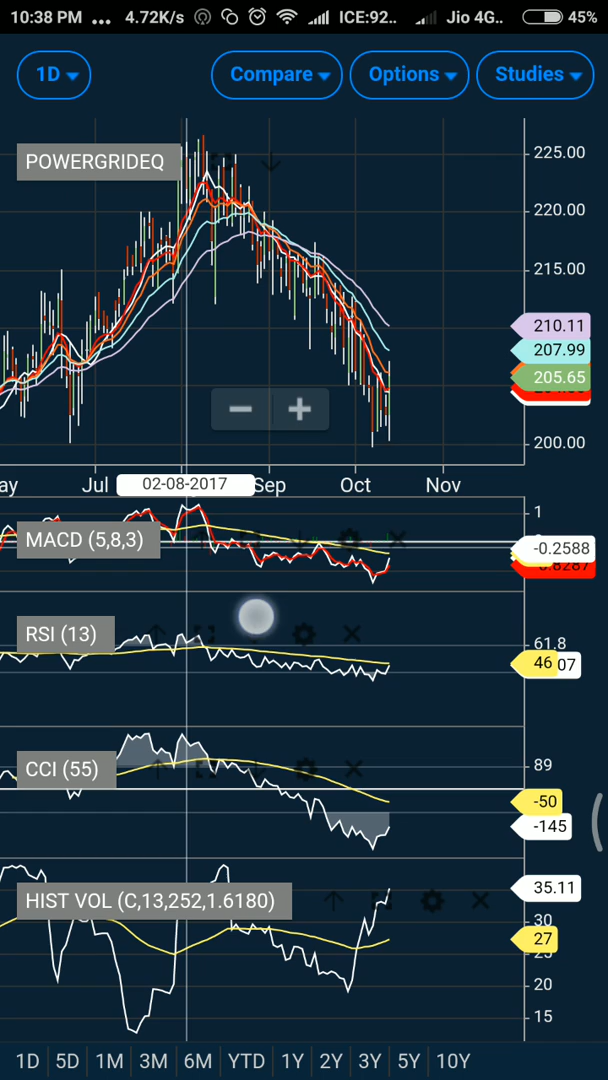 10:38 PM ... 4.72K/s ICE:92.. Jio 4G.. 45%
1D Compare Options Studies
POWERGRIDEQ
225.00
220.00
215.00
210.11
207.99
205.65
200.00
ay Jul 02-08-2017 Sep Oct Nov
1
MACD (5,8,3)
-0.2588
RSI (13)
61.8
46 07
CCI (55)
89
-50
-145
HIST VOL (C,13,252,1.6180)
35.11
30
27
20
15
1D 5D 1M 3M 6M YTD 1Y 2Y 3Y 5Y 10Y